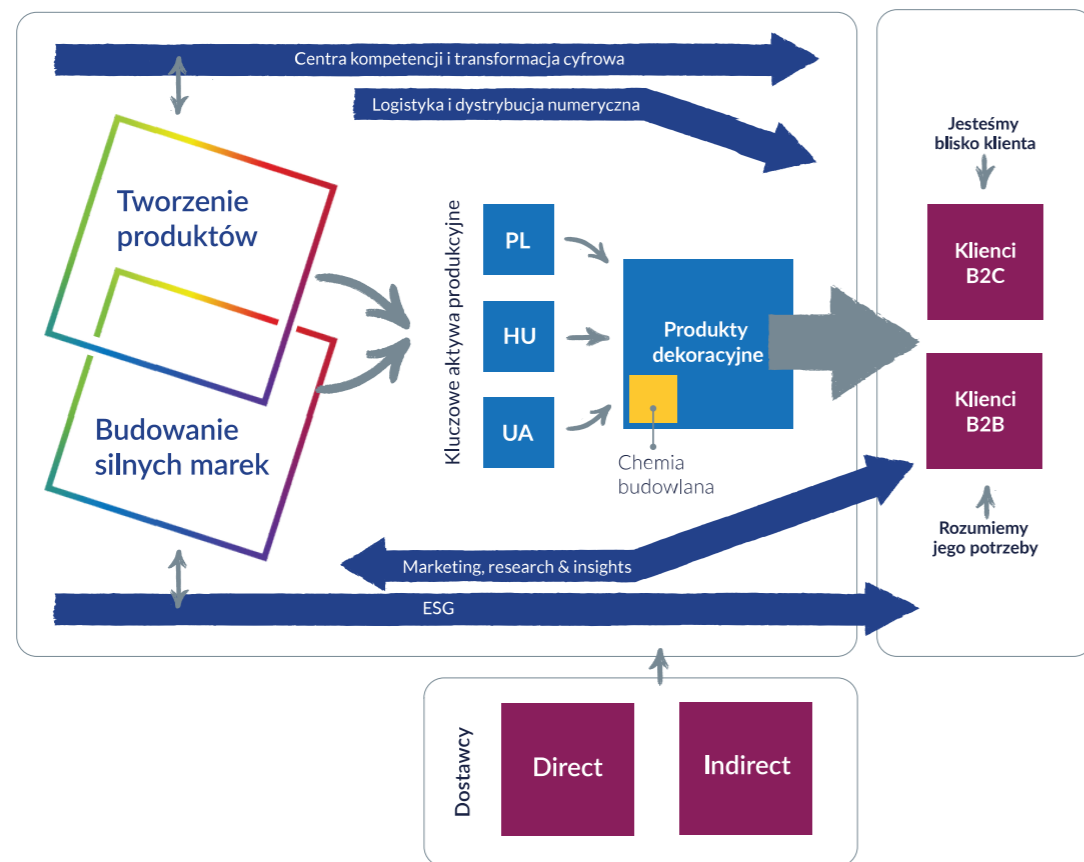 Centra kompetencji i transformacja cyfrowa
Logistyka i dystrybucja numeryczna
Jesteśmy
blisko klienta
Tworzenie
produktów
Kluczowe aktywa produkcyjne
PL
HU
UA
Produkty
dekoracyjne
Chemia
budowlana
Klienci
B2C
Klienci
B2B
Budowanie
silnych marek
Rozumiemy
jego potrzeby
Marketing, research & insights
ESG
Dostawcy
Direct
Indirect